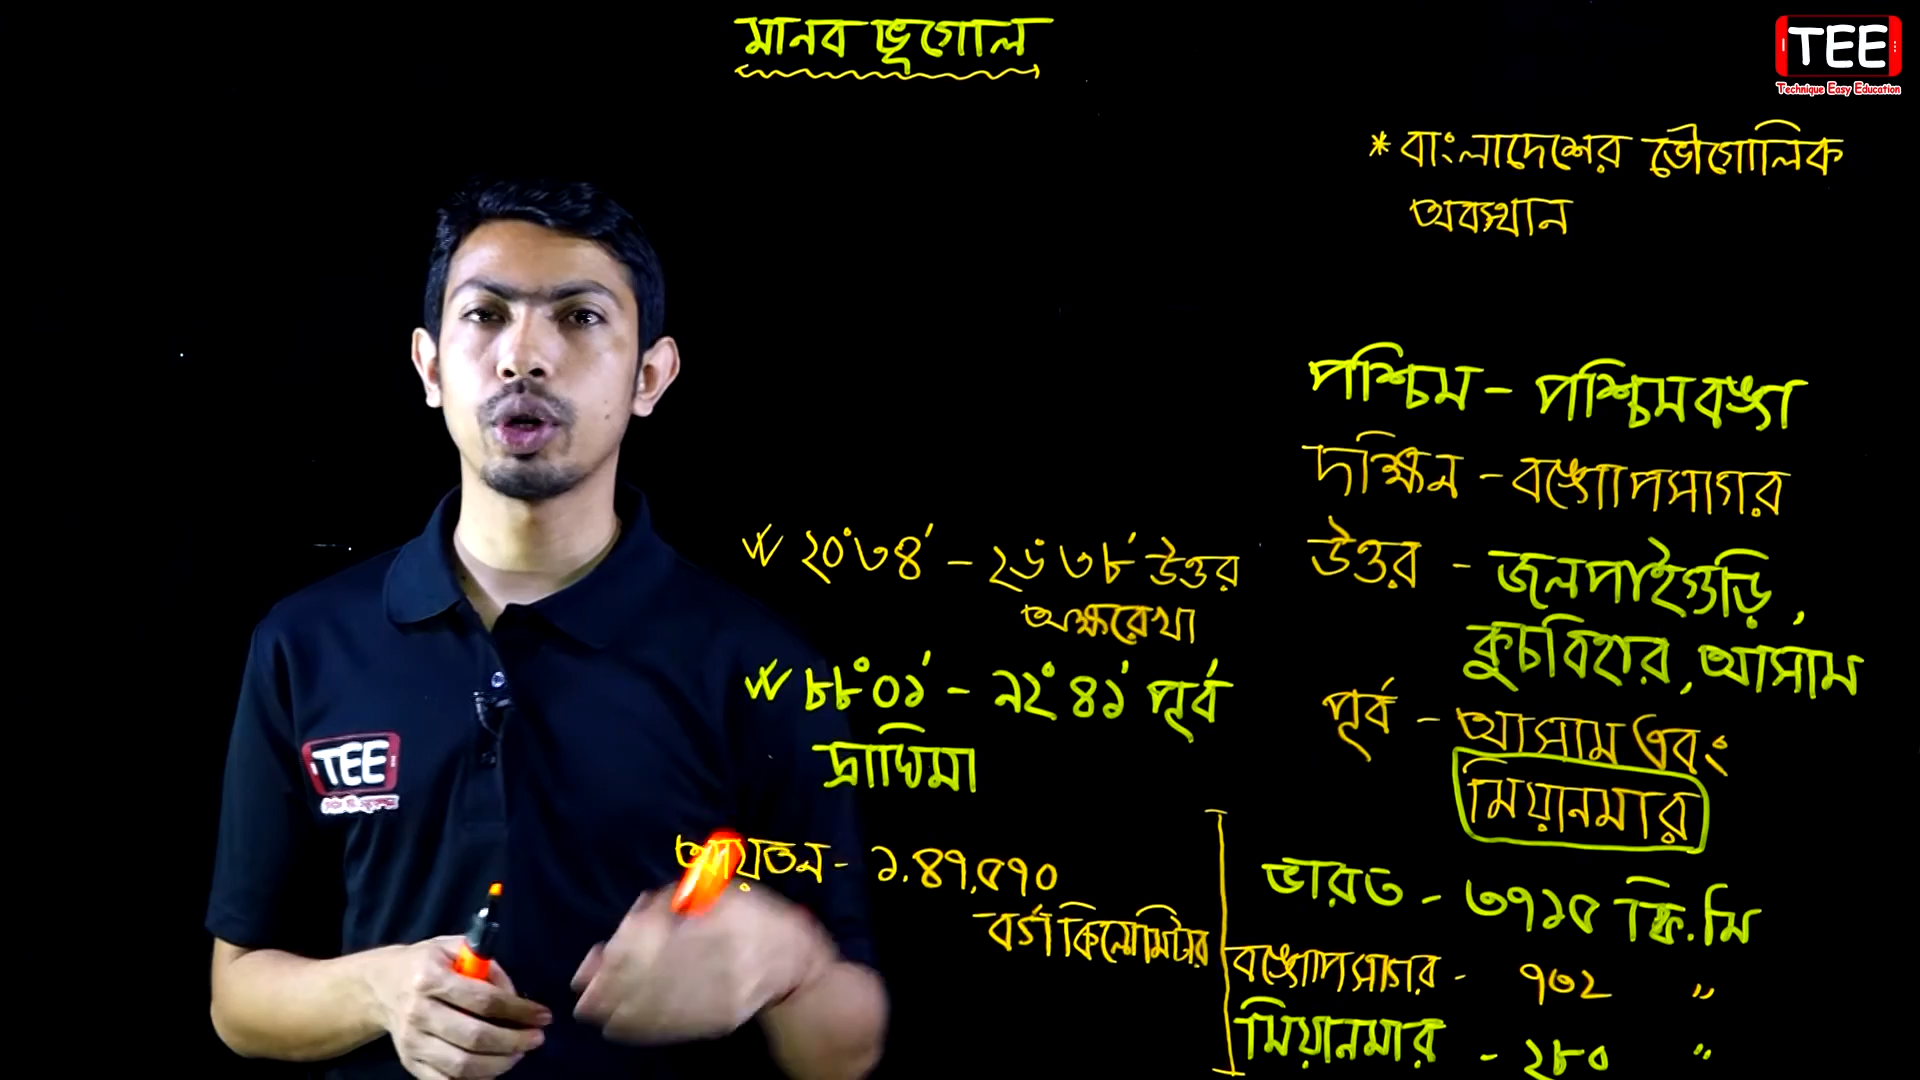 মানব ভূগোল
TEE
Technique Easy Education
* বাংলাদেশের ভৌগোলিক
অবস্থান
পশ্চিম - পশ্চিমবঙ্গ
দক্ষিন - বঙ্গোপসাগর
উত্তর - জলপাইগুড়ি,
কুচবিহার, আসাম
পূর্ব - আসাম এবং
মিয়ানমার
২০°৩৪′ - ২৬°৩৮′ উত্তর
অক্ষরেখা
৮৮°০১′ - ৯২°৪১′ পূর্ব
দ্রাঘিমা
আয়তন - ১,৪৭,৫৭০
বর্গ কিলোমিটার
ভারত - ৩৭১৫ কি.মি
বঙ্গোপসাগর - ৭৩২ ”
মিয়ানমার - ২৮০ ”
TEE